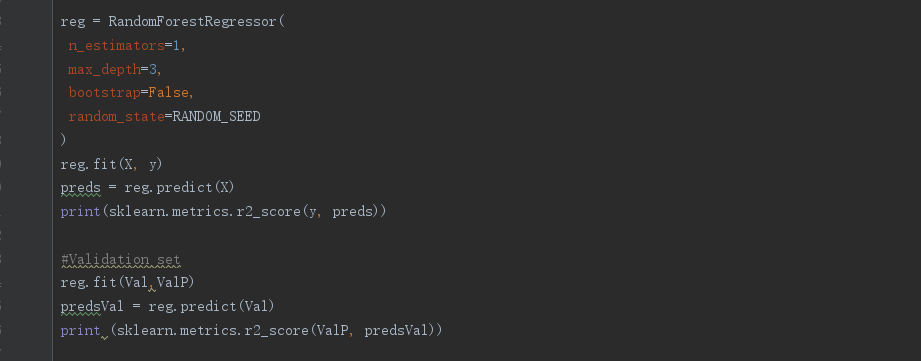 reg = RandomForestRegressor(
n_estimators=1,
max_depth=3,
bootstrap=False,
random_state=RANDOM_SEED
)
reg.fit(X, y)
preds = reg.predict(X)
print(sklearn.metrics.r2_score(y, preds))
#Validation set
reg.fit(Val,ValP)
predsVal = reg.predict(Val)
print (sklearn.metrics.r2_score(ValP, predsVal))